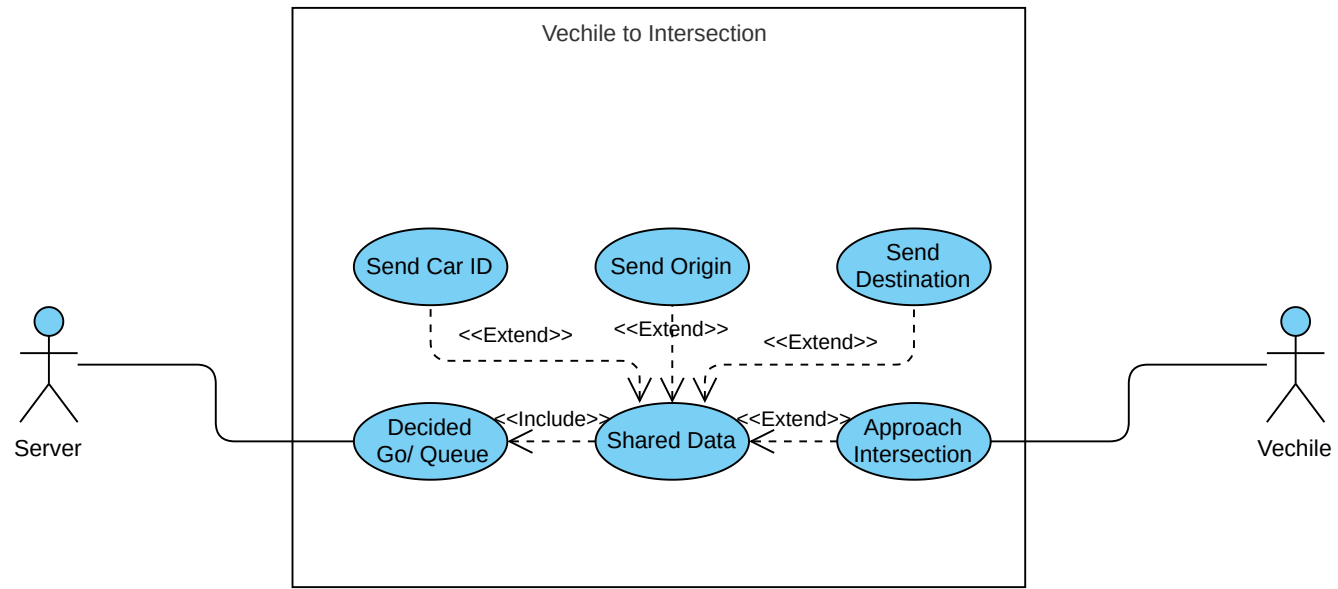 Vechile to Intersection
Send Car ID
Send Origin
Send
Destination
<<Extend>>
<<Extend>>
<<Extend>>
Server
Decided
Go/ Queue
<<Include>>
Shared Data
<<Extend>>
Approach
Intersection
Vechile